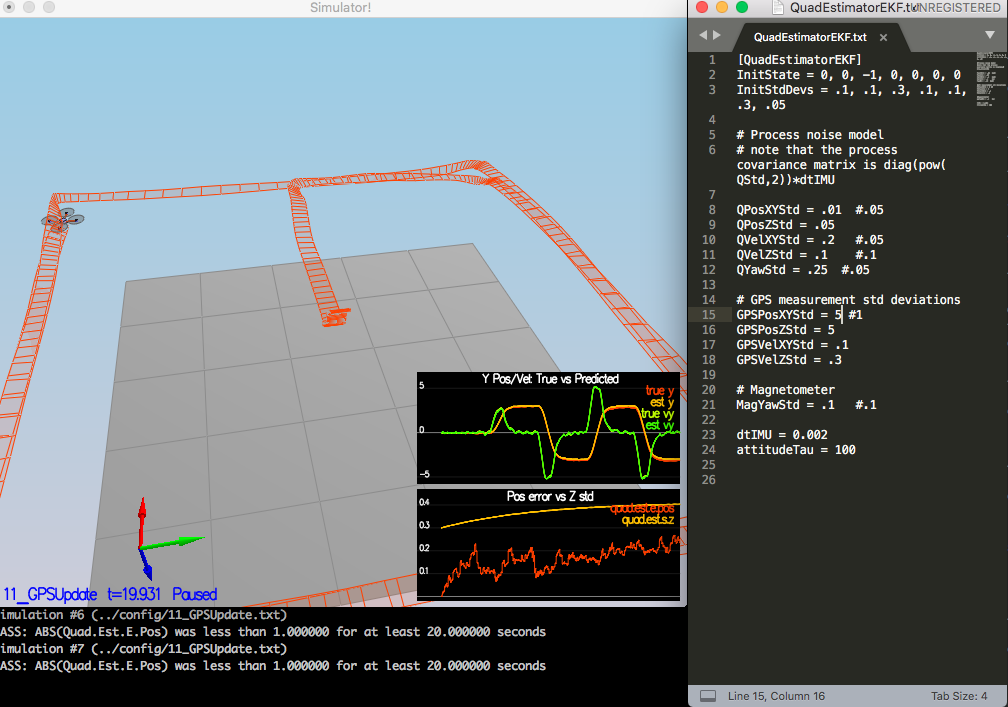 Simulator!
Y Pos/Vel: True vs Predicted
5
true y
est y
true vy
est vy
0
-5
Pos error vs Z std
0.4
quad.est.e.pos
quad.est.s.z
0.3
0.2
0.1
11_GPSUpdate t=19.931 Paused
imulation #6 (../config/11_GPSUpdate.txt)
ASS: ABS(Quad.Est.E.Pos) was less than 1.000000 for at least 20.000000 seconds
imulation #7 (../config/11_GPSUpdate.txt)
ASS: ABS(Quad.Est.E.Pos) was less than 1.000000 for at least 20.000000 seconds
QuadEstimatorEKF.txt
UNREGISTERED
QuadEstimatorEKF.txt ×
1 [QuadEstimatorEKF]
2 InitState = 0, 0, -1, 0, 0, 0, 0
3 InitStdDevs = .1, .1, .3, .1, .1,
.3, .05
4
5 # Process noise model
6 # note that the process
covariance matrix is diag(pow(
QStd,2))*dtIMU
7
8 QPosXYStd = .01 #.05
9 QPosZStd = .05
10 QVelXYStd = .2 #.05
11 QVelZStd = .1 #.1
12 QYawStd = .25 #.05
13
14 # GPS measurement std deviations
15 GPSPosXYStd = 5 #1
16 GPSPosZStd = 5
17 GPSVelXYStd = .1
18 GPSVelZStd = .3
19
20 # Magnetometer
21 MagYawStd = .1 #.1
22
23 dtIMU = 0.002
24 attitudeTau = 100
25
26
Line 15, Column 16
Tab Size: 4